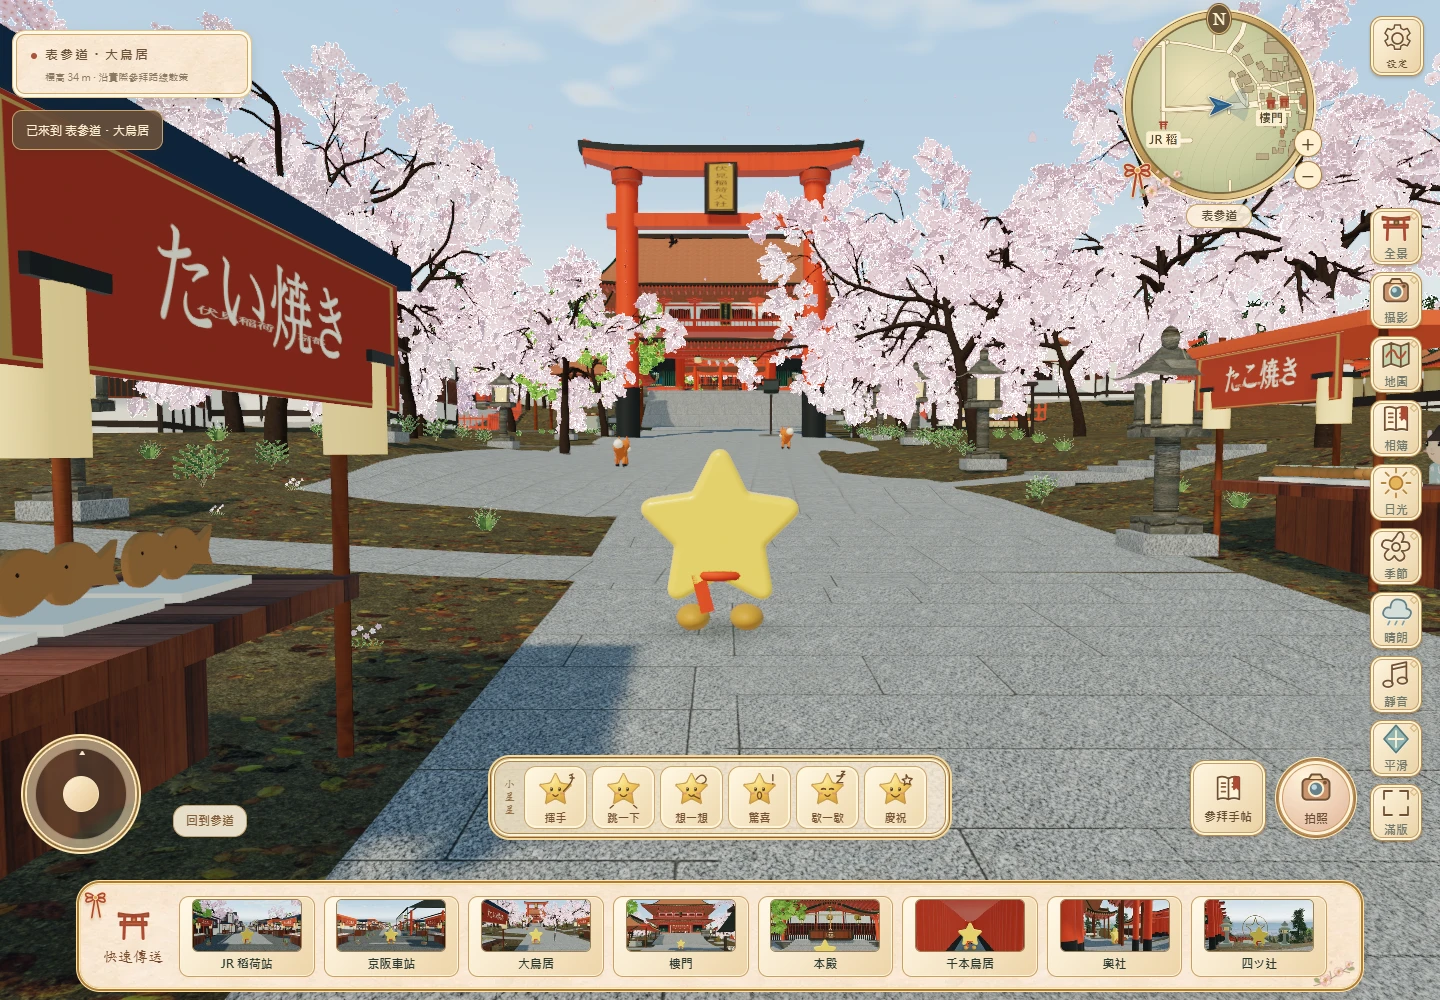 表參道・大鳥居
標高 34 m・沿實際參拜路線散策
已來到 表參道・大鳥居
N
樓門
JR 稻
+
−
表參道
設定
全景
攝影
地圖
相簿
日光
季節
晴朗
靜音
平滑
滿版
伏見稲荷大社
たい焼き
たこ焼き
回到參道
小星星
揮手
跳一下
想一想
驚喜
歇一歇
慶祝
參拜手帖
拍照
快速傳送
JR 稻荷站
京阪車站
大鳥居
樓門
本殿
千本鳥居
奧社
四ツ辻